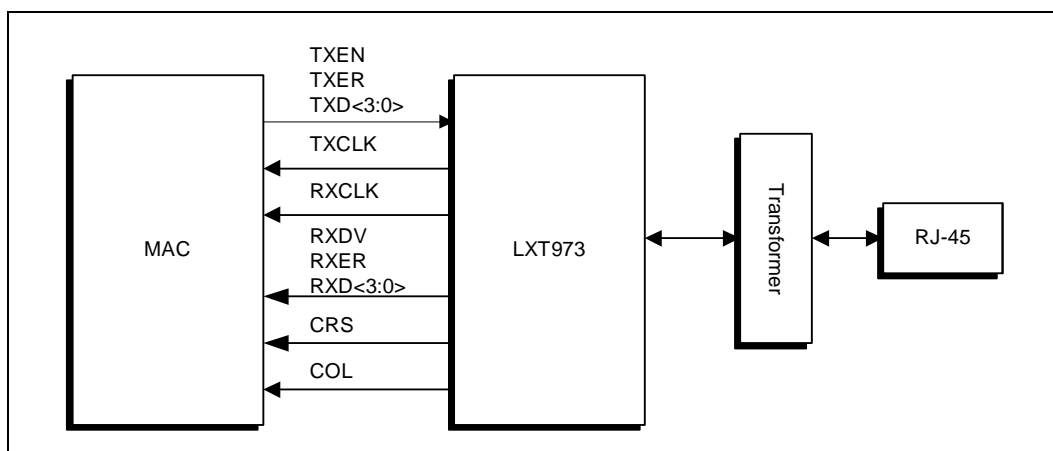 TXEN
TXER
TXD<3:0>
TXCLK
RXCLK
RXDV
RXER
RXD<3:0>
CRS
COL
MAC
LXT973
Transformer
RJ-45